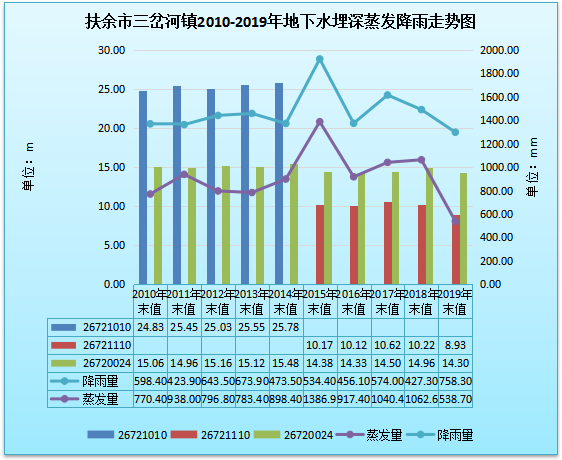 扶余市三岔河镇2010-2019年地下水埋深蒸发降雨走势图
30.00
25.00
20.00
15.00
10.00
5.00
0.00
单位：m
2000.00
1800.00
1600.00
1400.00
1200.00
1000.00
800.00
600.00
400.00
200.00
0.00
单位：mm
2010年末值 2011年末值 2012年末值 2013年末值 2014年末值 2015年末值 2016年末值 2017年末值 2018年末值 2019年末值
26721010 24.83 25.45 25.03 25.55 25.78
26721110 10.17 10.12 10.62 10.22 8.93
26720024 15.06 14.96 15.16 15.12 15.48 14.38 14.33 14.50 14.96 14.30
降雨量 598.40 423.90 643.50 673.90 473.50 534.40 456.10 574.00 427.30 758.30
蒸发量 770.40 938.00 796.80 783.40 898.40 1386.9 917.40 1040.4 1062.6 538.70
26721010 26721110 26720024 蒸发量 降雨量